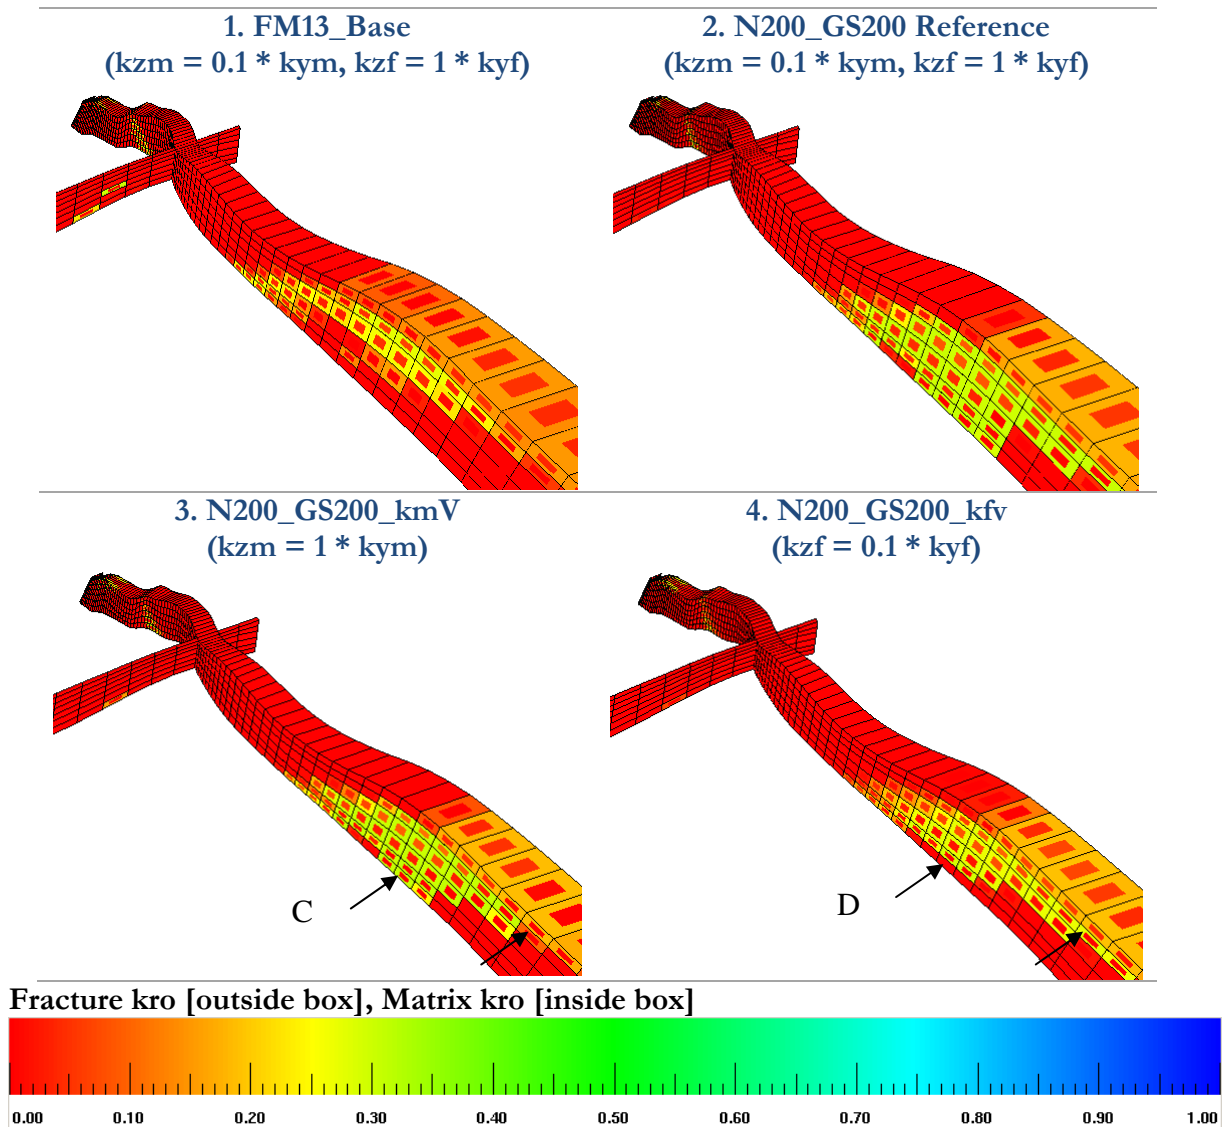 1. FM13_Base
(kzm = 0.1 * kym, kzf = 1 * kyf)
2. N200_GS200 Reference
(kzm = 0.1 * kym, kzf = 1 * kyf)
3. N200_GS200_kmV
(kzm = 1 * kym)
4. N200_GS200_kfv
(kzf = 0.1 * kyf)
C
D
Fracture kro [outside box], Matrix kro [inside box]
0.00 0.10 0.20 0.30 0.40 0.50 0.60 0.70 0.80 0.90 1.00